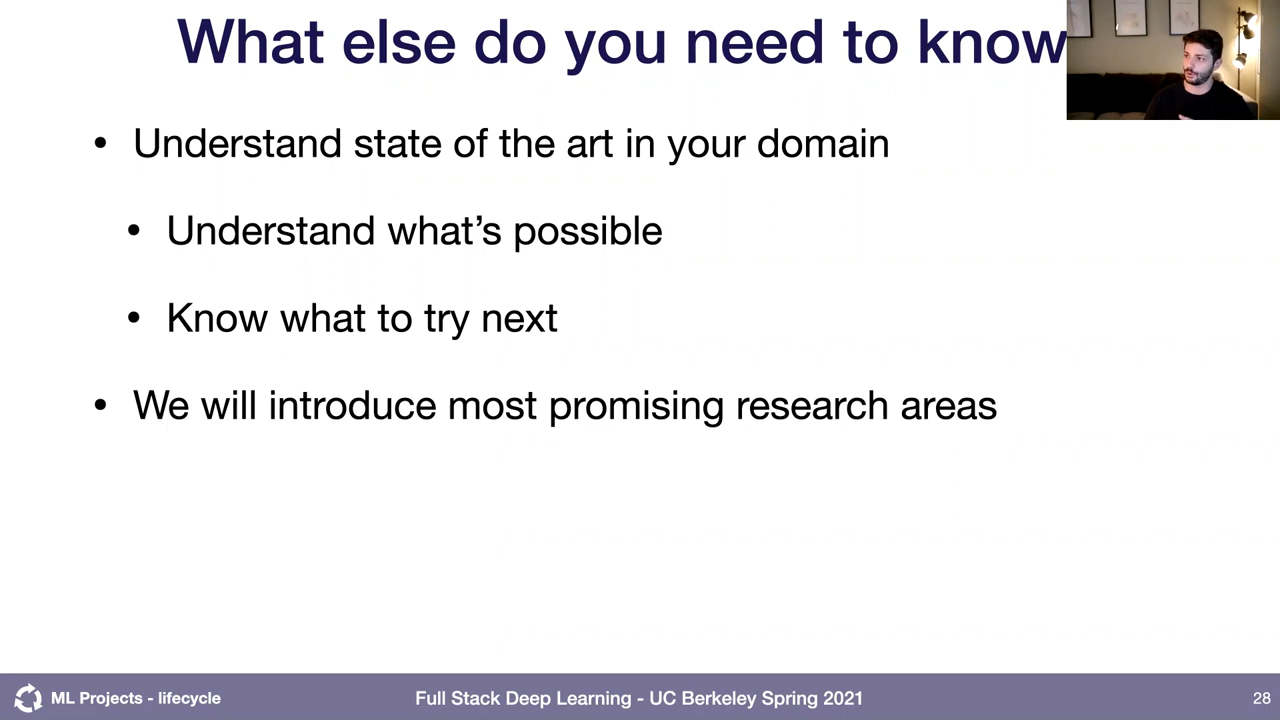 What else do you need to know
• Understand state of the art in your domain
• Understand what’s possible
• Know what to try next
• We will introduce most promising research areas
ML Projects - lifecycle
Full Stack Deep Learning - UC Berkeley Spring 2021
28